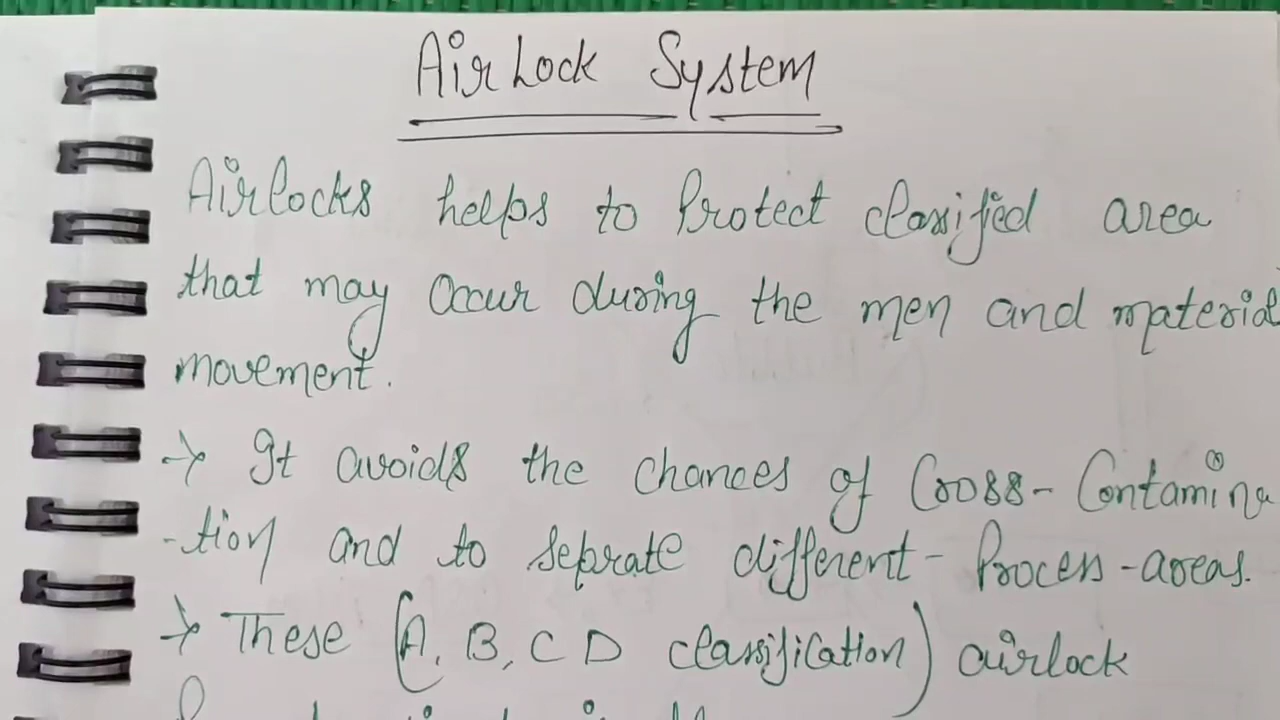 AirLock System
Airlocks helps to Protect classified area
that may occur during the men and material
movement.
→ It avoids the chances of Cross-Contamina
-tion and to seprate different-Process-areas.
→ These (A, B, C D classification) airlock